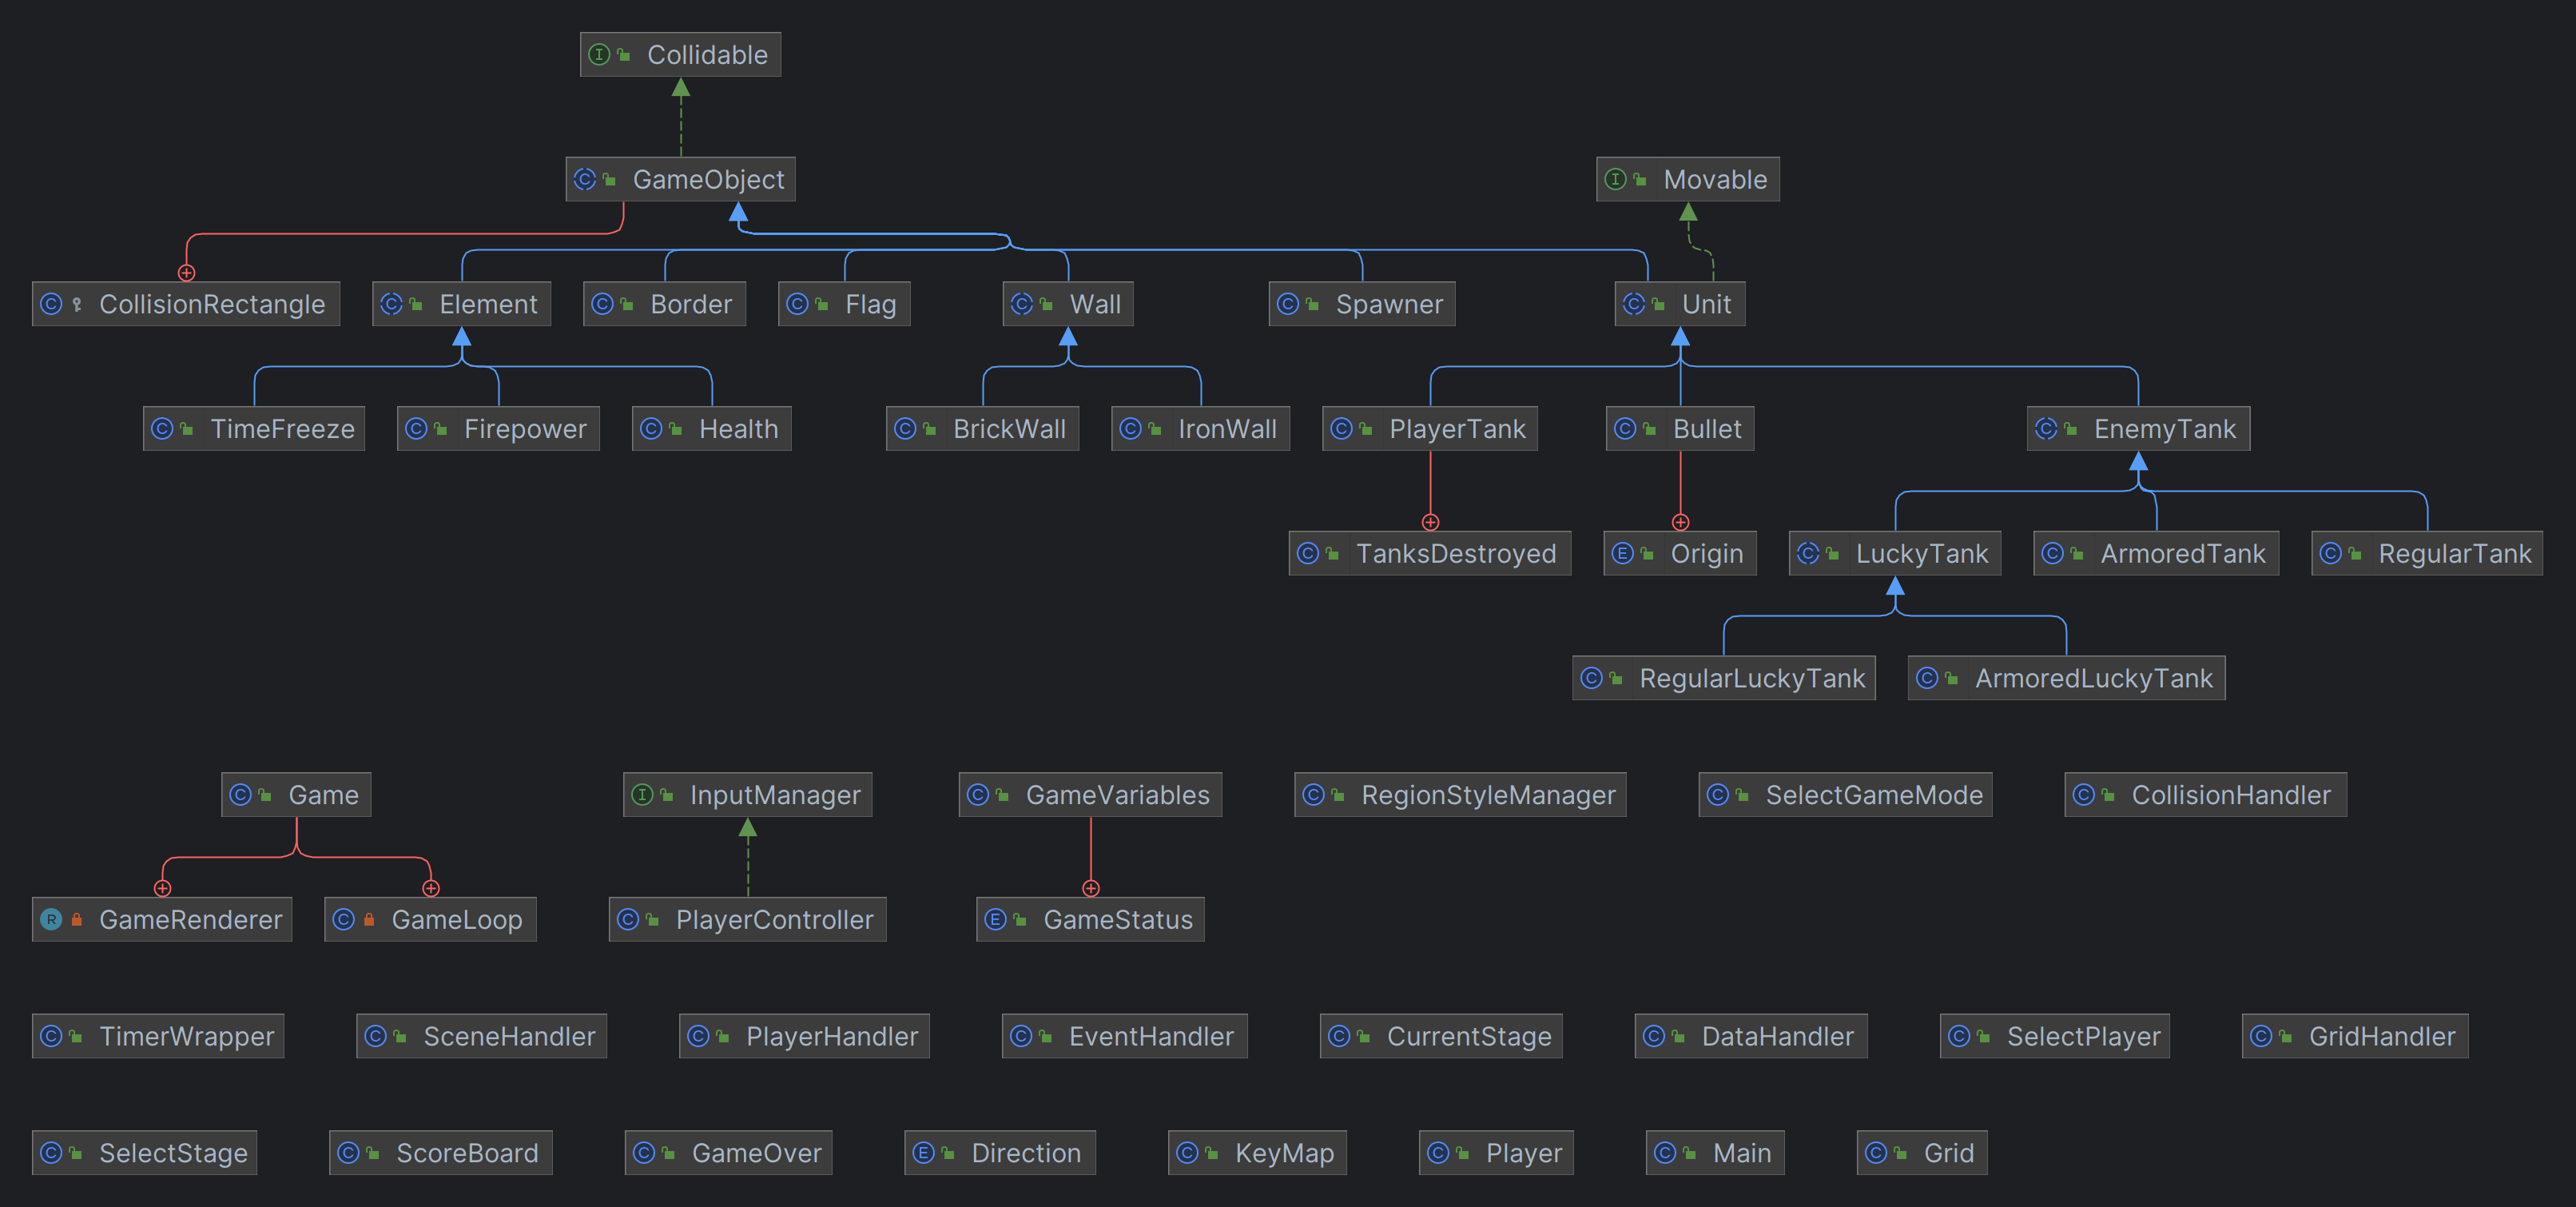 Collidable
GameObject
Movable
CollisionRectangle
Element
Border
Flag
Wall
Spawner
Unit
TimeFreeze
Firepower
Health
BrickWall
IronWall
PlayerTank
Bullet
EnemyTank
TanksDestroyed
Origin
LuckyTank
ArmoredTank
RegularTank
RegularLuckyTank
ArmoredLuckyTank
Game
InputManager
GameVariables
RegionStyleManager
SelectGameMode
CollisionHandler
GameRenderer
GameLoop
PlayerController
GameStatus
TimerWrapper
SceneHandler
PlayerHandler
EventHandler
CurrentStage
DataHandler
SelectPlayer
GridHandler
SelectStage
ScoreBoard
GameOver
Direction
KeyMap
Player
Main
Grid